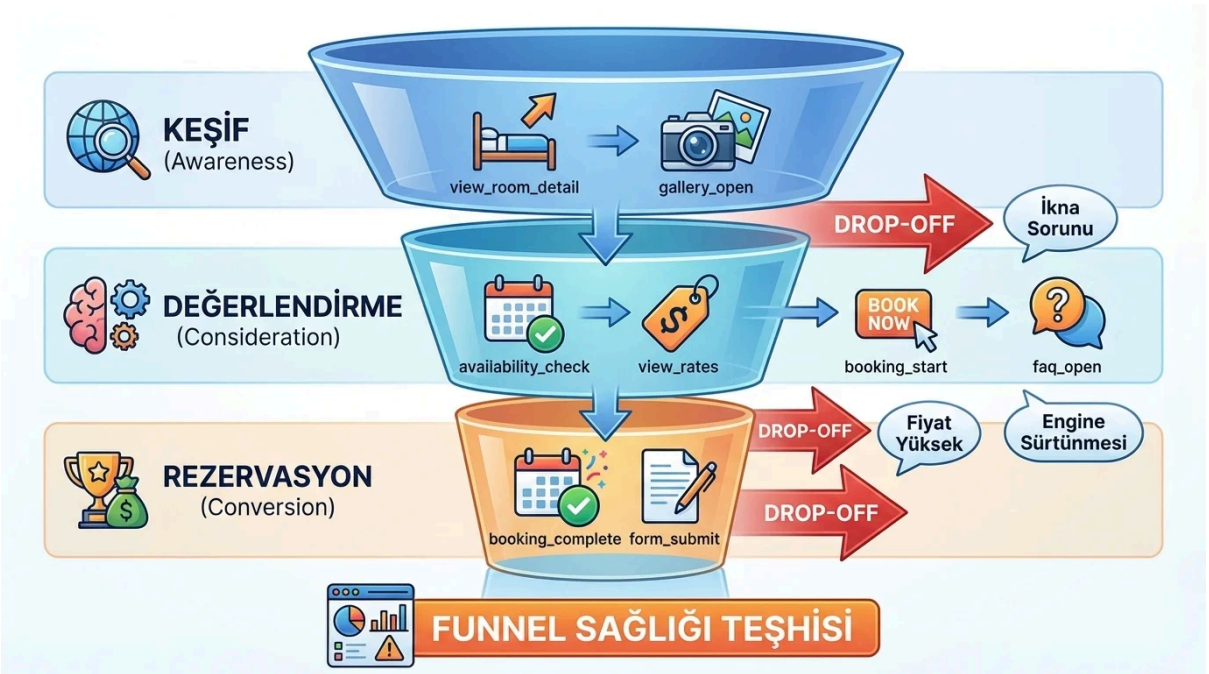 KEŞİF
(Awareness)
view_room_detail
gallery_open
DROP-OFF
İkna
Sorunu
DEĞERLENDİRME
(Consideration)
availability_check
view_rates
BOOK
NOW
booking_start
faq_open
DROP-OFF
Fiyat
Yüksek
Engine
Sürtünmesi
REZERVASYON
(Conversion)
booking_complete
form_submit
DROP-OFF
FUNNEL SAĞLIĞI TEŞHİSİ